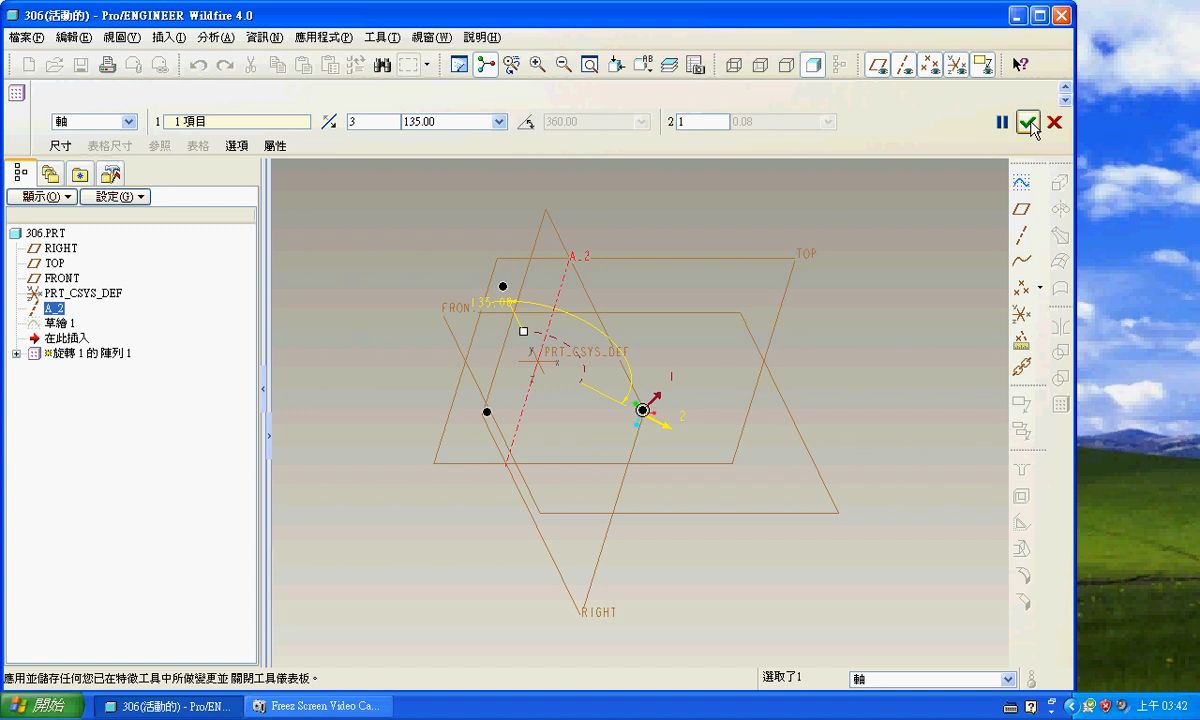 306(活動的) - Pro/ENGINEER Wildfire 4.0
檔案(F) 編輯(E) 視圖(V) 插入(I) 分析(A) 資訊(N) 應用程式(P) 工具(T) 視窗(W) 說明(H)
軸 1 1 項目 3 135.00 360.00 2 1 0.08
尺寸 表格尺寸 參照 表格 選項 屬性
顯示(O) 設定(G)
306.PRT
RIGHT
TOP
FRONT
PRT_CSYS_DEF
A_2
草繪 1
在此插入
旋轉 1 的 陣列 1
A_2
TOP
135.00
FRON
PRT_CSYS_DEF
1
2
RIGHT
應用並儲存任何您已在特徵工具中所做變更並 關閉工具儀表板。
選取了1
軸
開始
306(活動的) - Pro/EN...
Freez Screen Video Ca...
上午 03:42